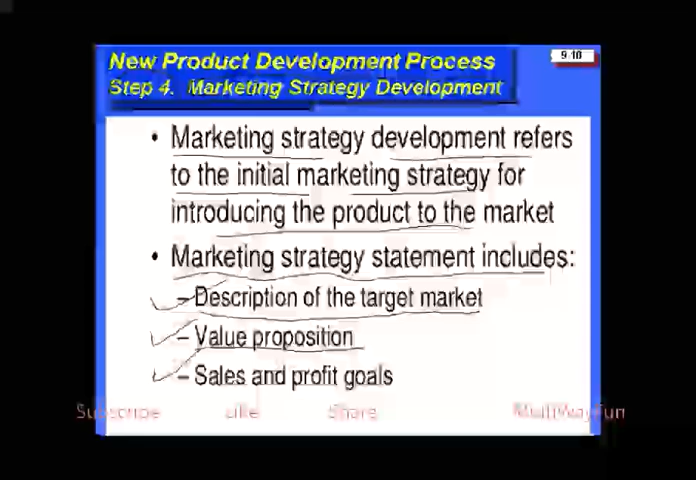 New Product Development Process
9.10
Step 4. Marketing Strategy Development
• Marketing strategy development refers
to the initial marketing strategy for
introducing the product to the market
• Marketing strategy statement includes:
– Description of the target market
– Value proposition
– Sales and profit goals
Subscribe Like Share